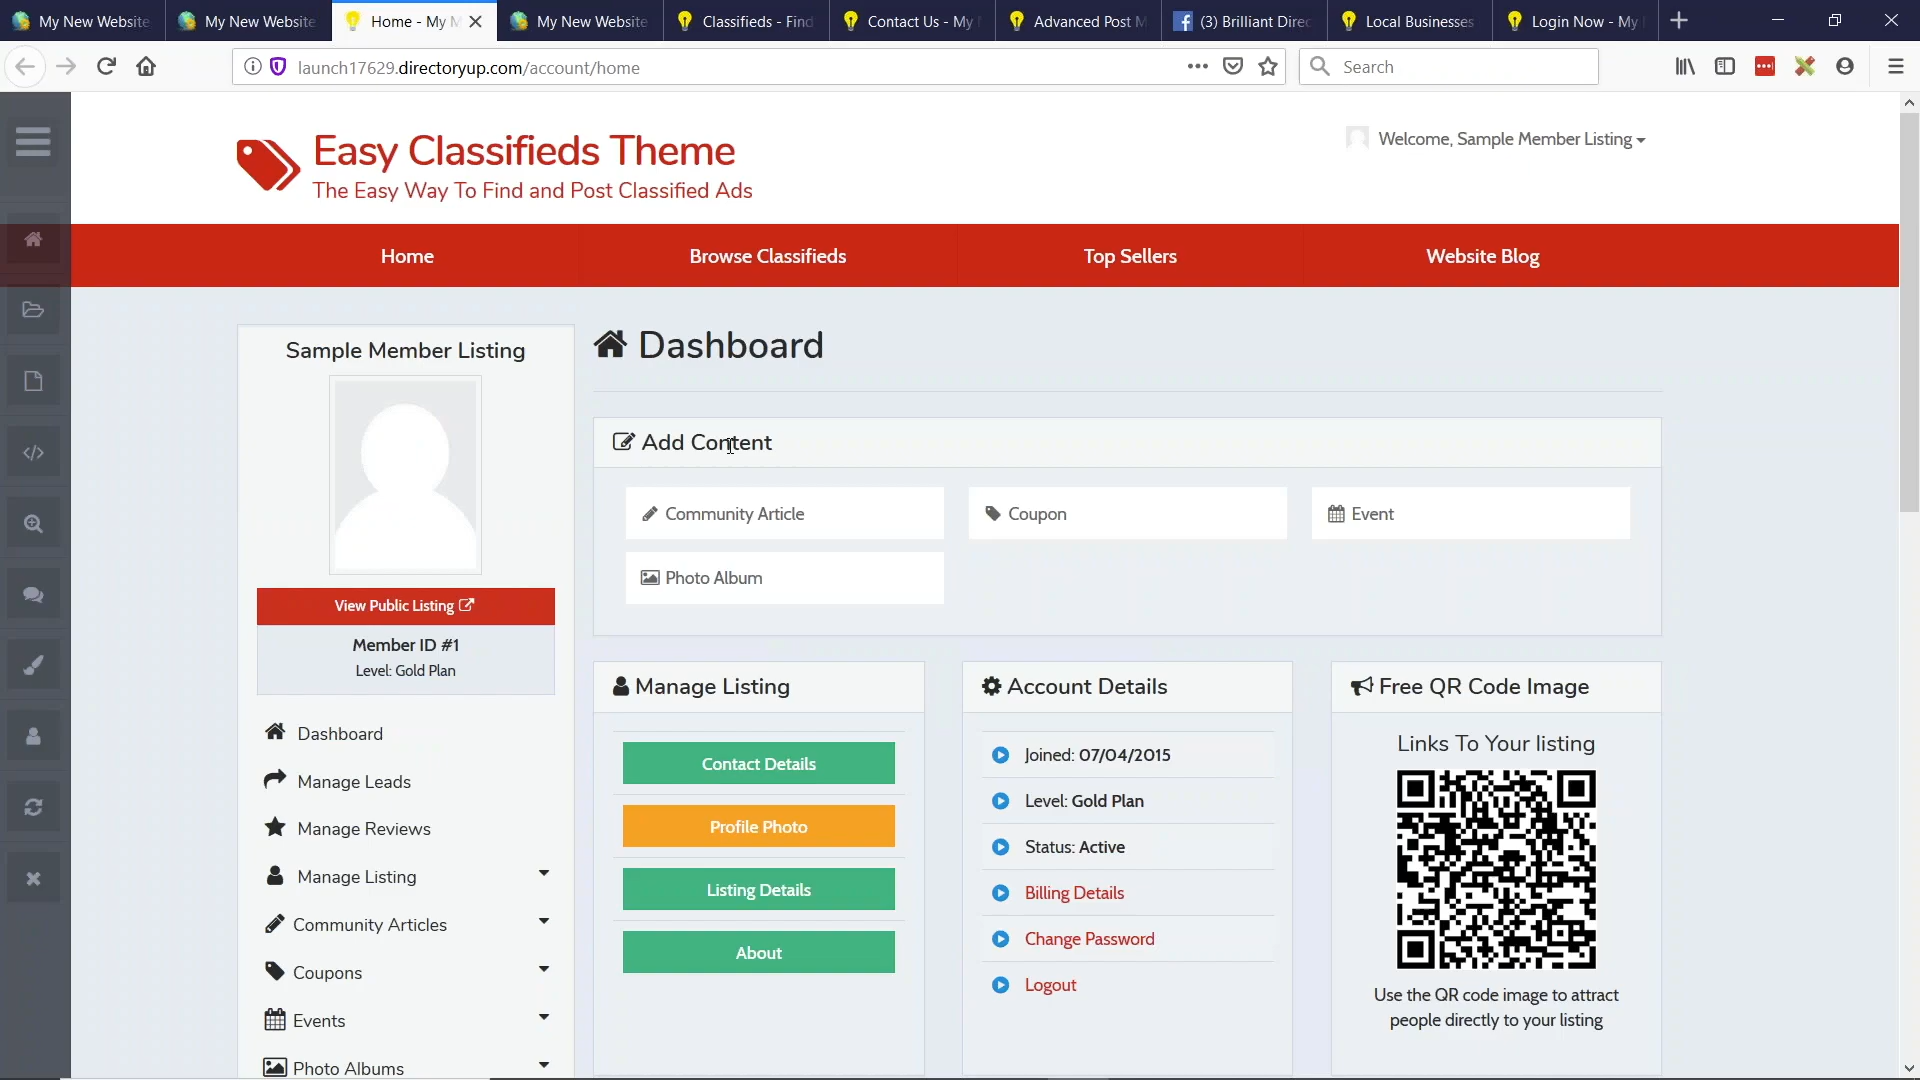 My New Website
My New Website
Home - My M
My New Website
Classifieds - Find
Contact Us - My
Advanced Post M
(3) Brilliant Direc
Local Businesses
Login Now - My
launch17629.directoryup.com/account/home
Search
Easy Classifieds Theme
The Easy Way To Find and Post Classified Ads
Welcome, Sample Member Listing
Home
Browse Classifieds
Top Sellers
Website Blog
Sample Member Listing
View Public Listing
Member ID #1
Level: Gold Plan
Dashboard
Manage Leads
Manage Reviews
Manage Listing
Community Articles
Coupons
Events
Photo Albums
Dashboard
Add Content
Community Article
Coupon
Event
Photo Album
Manage Listing
Contact Details
Profile Photo
Listing Details
About
Account Details
Joined: 07/04/2015
Level: Gold Plan
Status: Active
Billing Details
Change Password
Logout
Free QR Code Image
Links To Your listing
Use the QR code image to attract
people directly to your listing